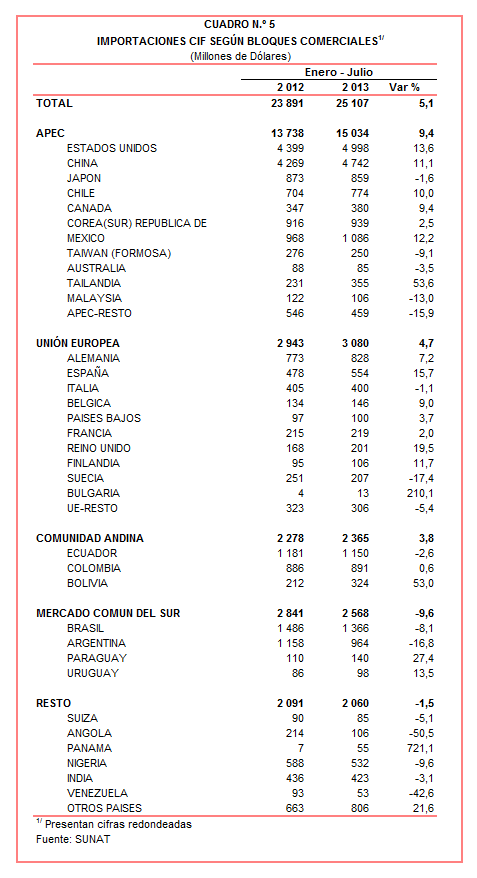 CUADRO N.º 5
IMPORTACIONES CIF SEGÚN BLOQUES COMERCIALES1/
(Millones de Dólares)
Enero - Julio
2 012 2 013 Var %
TOTAL 23 891 25 107 5,1
APEC 13 738 15 034 9,4
ESTADOS UNIDOS 4 399 4 998 13,6
CHINA 4 269 4 742 11,1
JAPON 873 859 -1,6
CHILE 704 774 10,0
CANADA 347 380 9,4
COREA(SUR) REPUBLICA DE 916 939 2,5
MEXICO 968 1 086 12,2
TAIWAN (FORMOSA) 276 250 -9,1
AUSTRALIA 88 85 -3,5
TAILANDIA 231 355 53,6
MALAYSIA 122 106 -13,0
APEC-RESTO 546 459 -15,9
UNIÓN EUROPEA 2 943 3 080 4,7
ALEMANIA 773 828 7,2
ESPAÑA 478 554 15,7
ITALIA 405 400 -1,1
BELGICA 134 146 9,0
PAISES BAJOS 97 100 3,7
FRANCIA 215 219 2,0
REINO UNIDO 168 201 19,5
FINLANDIA 95 106 11,7
SUECIA 251 207 -17,4
BULGARIA 4 13 210,1
UE-RESTO 323 306 -5,4
COMUNIDAD ANDINA 2 278 2 365 3,8
ECUADOR 1 181 1 150 -2,6
COLOMBIA 886 891 0,6
BOLIVIA 212 324 53,0
MERCADO COMUN DEL SUR 2 841 2 568 -9,6
BRASIL 1 486 1 366 -8,1
ARGENTINA 1 158 964 -16,8
PARAGUAY 110 140 27,4
URUGUAY 86 98 13,5
RESTO 2 091 2 060 -1,5
SUIZA 90 85 -5,1
ANGOLA 214 106 -50,5
PANAMA 7 55 721,1
NIGERIA 588 532 -9,6
INDIA 436 423 -3,1
VENEZUELA 93 53 -42,6
OTROS PAISES 663 806 21,6
1/ Presentan cifras redondeadas
Fuente: SUNAT